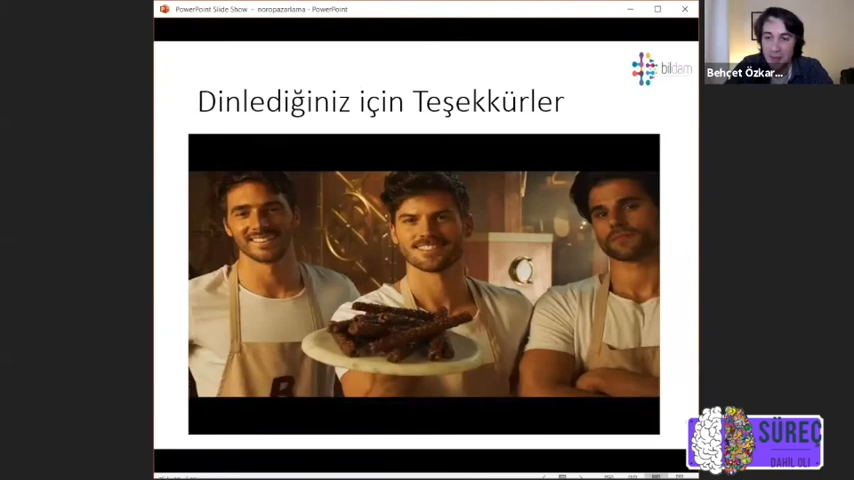 PowerPoint Slide Show - noropazarlama - PowerPoint
bildam
Behçet Özkar...
Dinlediğiniz için Teşekkürler
B
SÜREÇ
DAHİL OL!